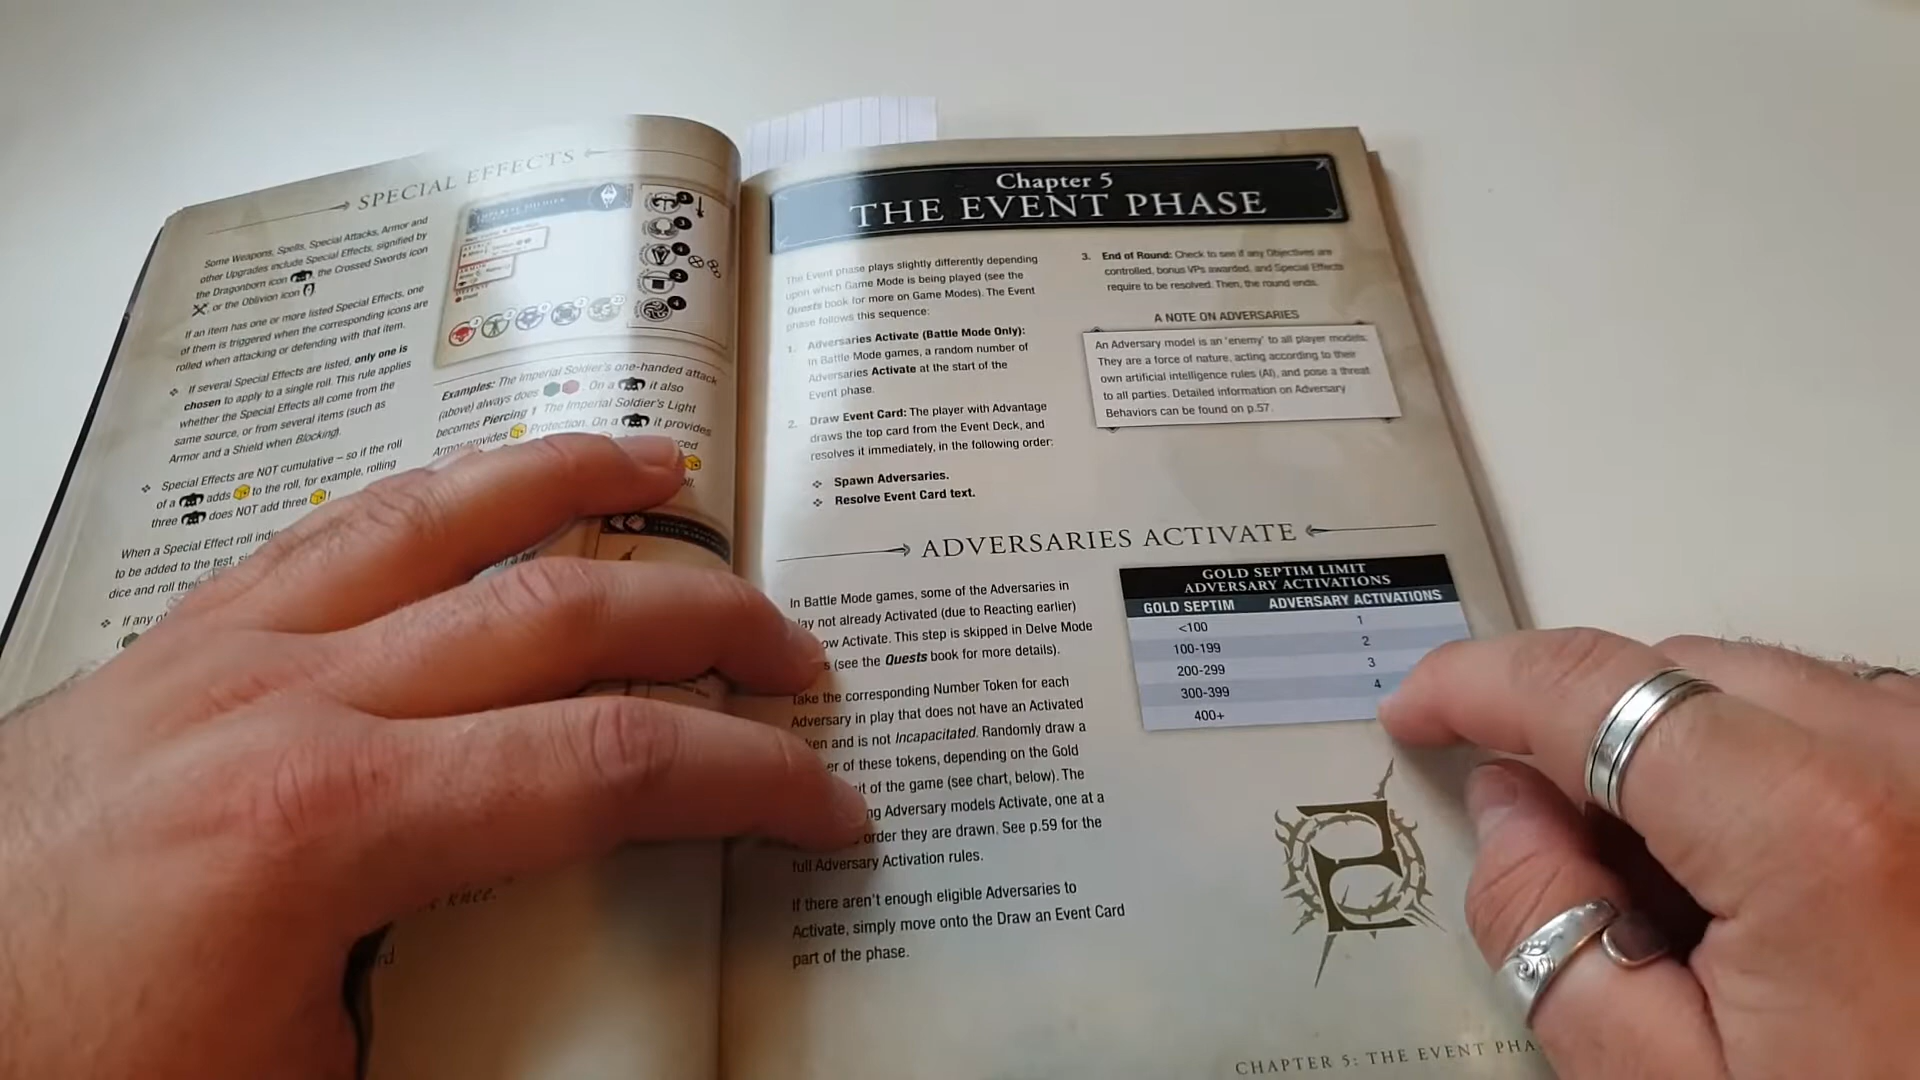 SPECIAL EFFECTS
Some Weapons, Spells, Special Attacks, Armor and
other Upgrades include Special Effects, signified by
the Dragonborn icon , the Crossed Swords icon
, or the Oblivion icon .
If an item has one or more listed Special Effects, one
of them is triggered when the corresponding icons are
rolled when attacking or defending with that item.
If several Special Effects are listed, only one is
chosen to apply to a single roll. This rule applies
whether the Special Effects all come from the
same source, or from several items (such as
Armor and a Shield when Blocking).
Special Effects are NOT cumulative – so if the roll
of a adds to the roll, for example, rolling
three does NOT add three !
When a Special Effect roll
to be added to the test,
dice and roll
If any
IMPERIAL SOLDIER
Examples: The Imperial Soldier's one-handed attack
(above) always does . On a it also
becomes Piercing 1 The Imperial Soldier's Light
Armor provides Protection. On a it provides
Chapter 5
THE EVENT PHASE
The Event phase plays slightly differently depending
upon which Game Mode is being played (see the
Quests book for more on Game Modes). The Event
phase follows this sequence:
1. Adversaries Activate (Battle Mode Only):
In Battle Mode games, a random number of
Adversaries Activate at the start of the
Event phase.
2. Draw Event Card: The player with Advantage
draws the top card from the Event Deck, and
resolves it immediately, in the following order:
Spawn Adversaries.
Resolve Event Card text.
3. End of Round: Check to see if any Objectives are
controlled, bonus VPs awarded, and Special Effects
require to be resolved. Then, the round ends.
A NOTE ON ADVERSARIES
An Adversary model is an 'enemy' to all player models.
They are a force of nature, acting according to their
own artificial intelligence rules (AI), and pose a threat
to all parties. Detailed information on Adversary
Behaviors can be found on p.57.
ADVERSARIES ACTIVATE
In Battle Mode games, some of the Adversaries in
not already Activated (due to Reacting earlier)
Activate. This step is skipped in Delve Mode
(see the Quests book for more details).
Take the corresponding Number Token for each
Adversary in play that does not have an Activated
and is not Incapacitated. Randomly draw a
of these tokens, depending on the Gold
of the game (see chart, below). The
Adversary models Activate, one at a
order they are drawn. See p.59 for the
full Adversary Activation rules.
If there aren't enough eligible Adversaries to
Activate, simply move onto the Draw an Event Card
part of the phase.
GOLD SEPTIM LIMIT
ADVERSARY ACTIVATIONS
GOLD SEPTIM ADVERSARY ACTIVATIONS
<100 1
100-199 2
200-299 3
300-399 4
400+
knee."
CHAPTER 5: THE EVENT PHA